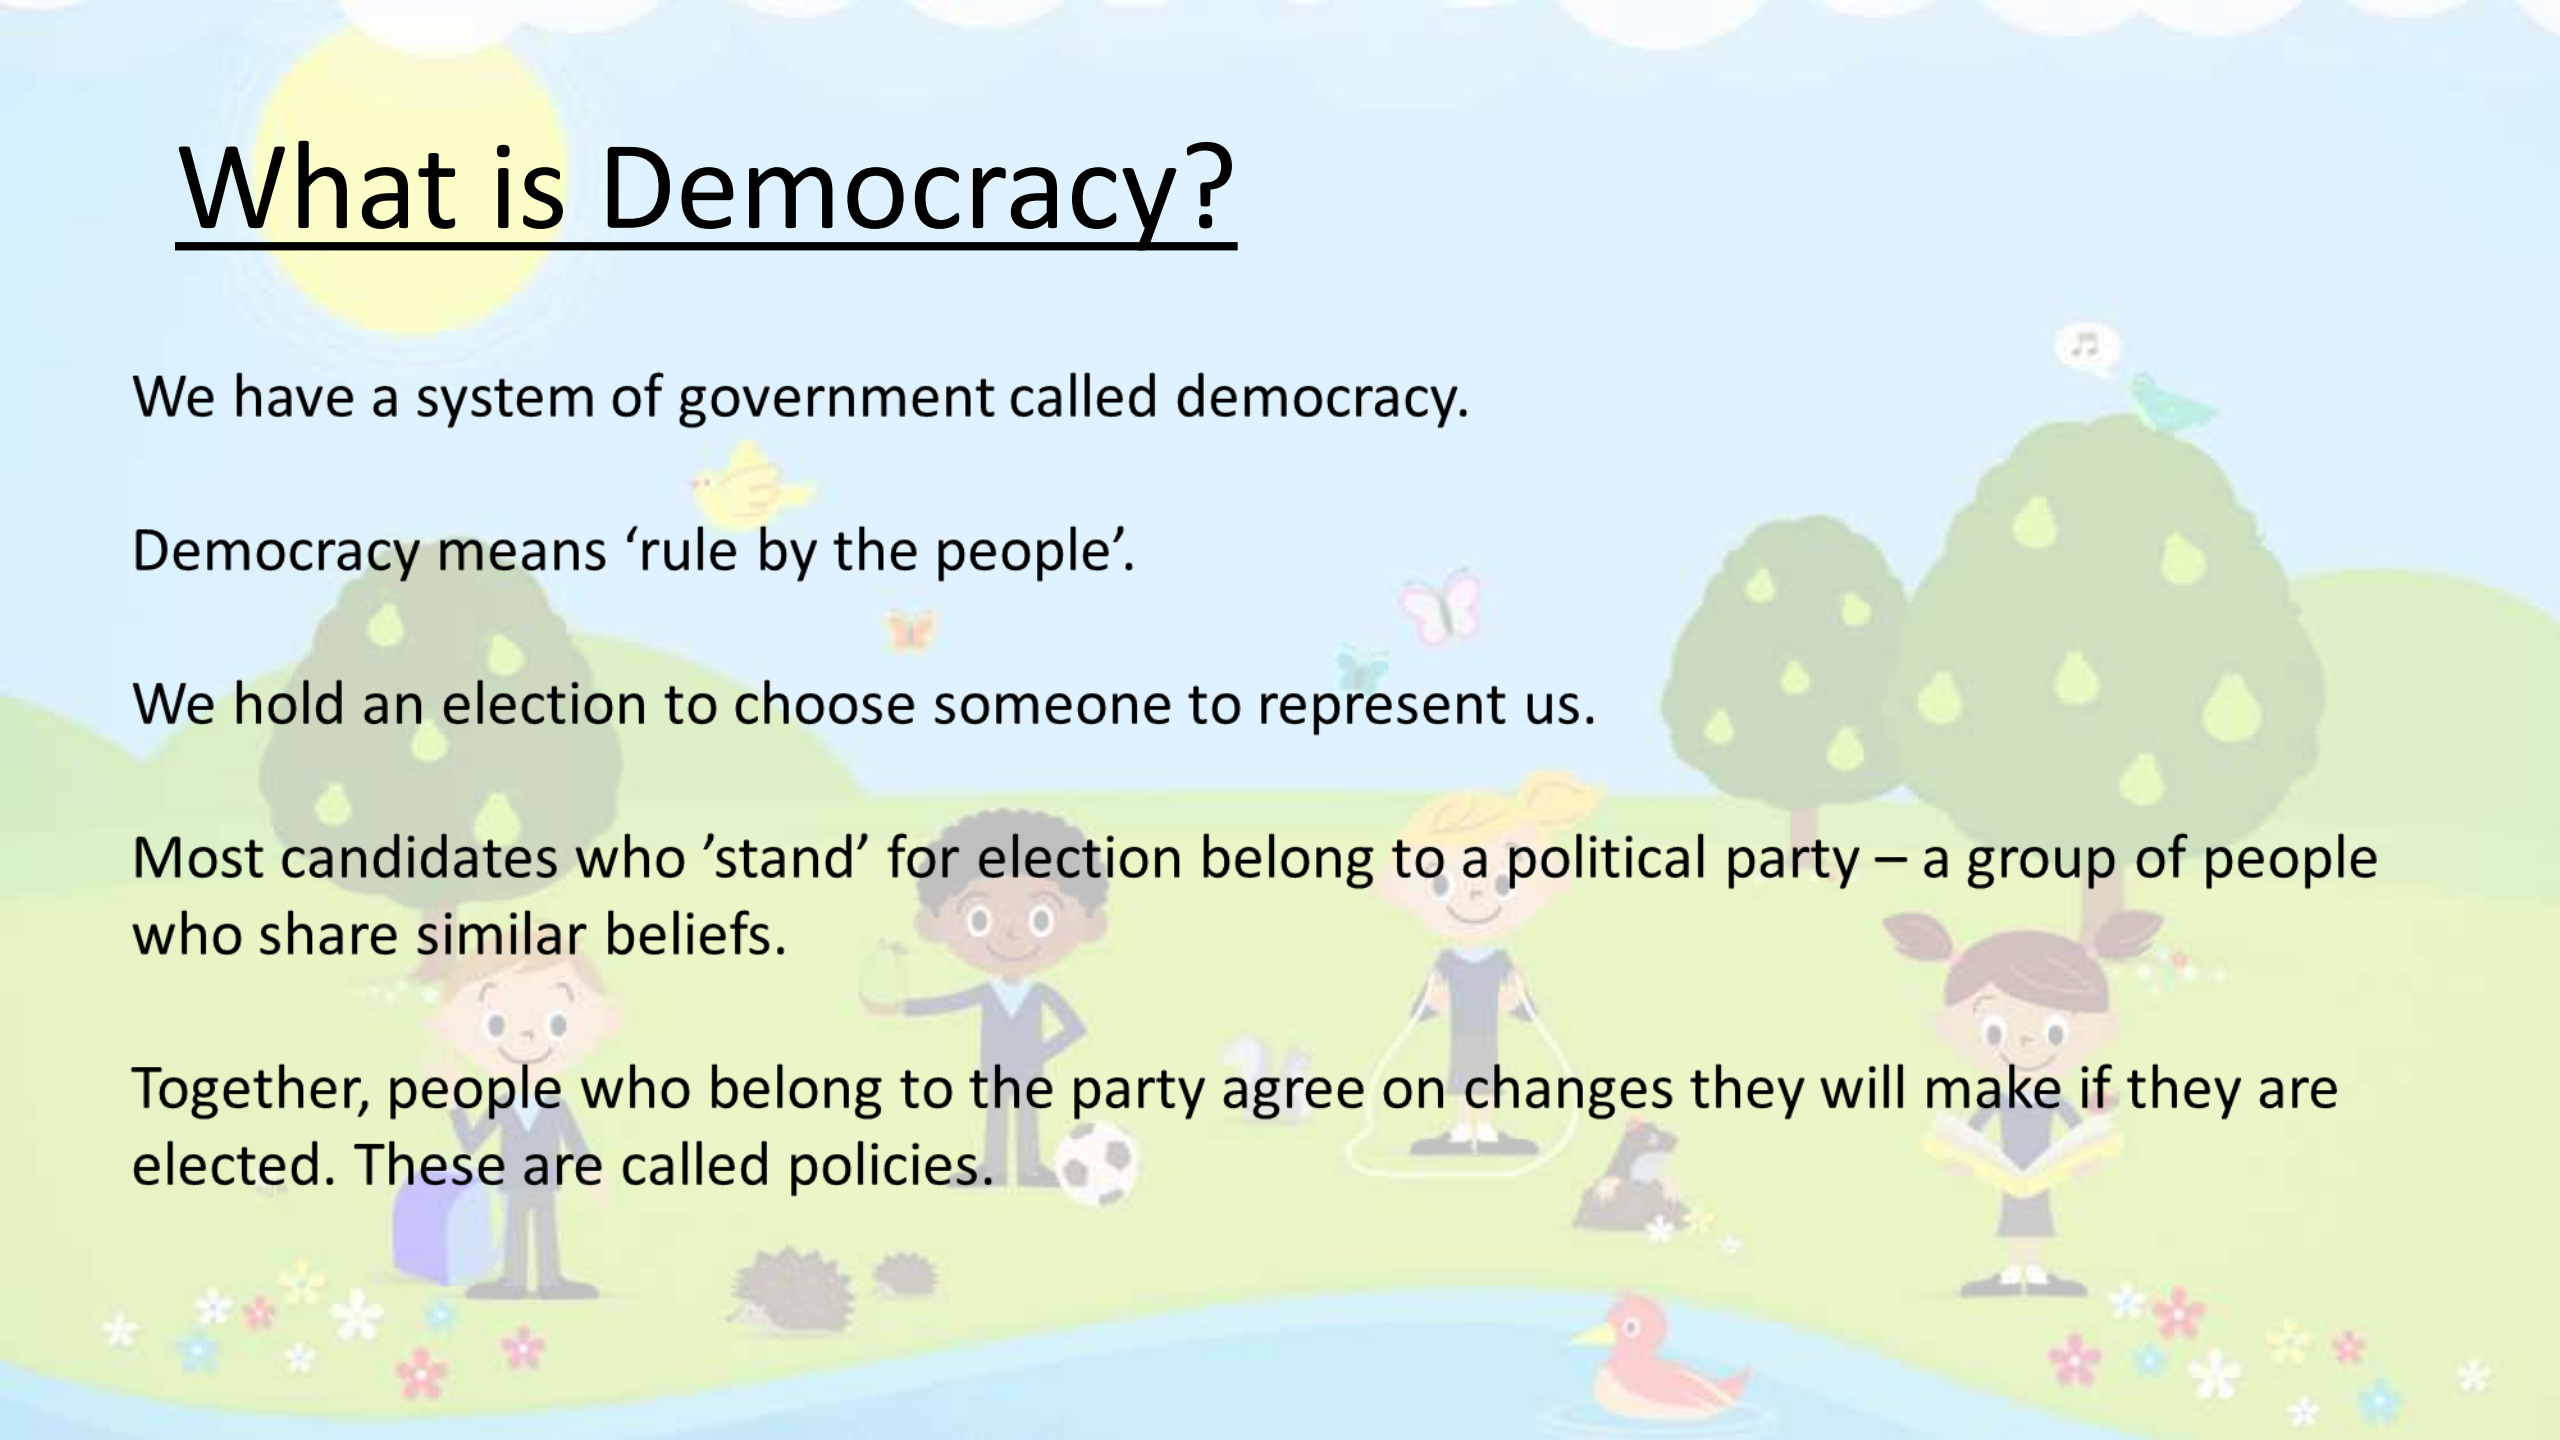 What is Democracy?
We have a system of government called democracy.
Democracy means ‘rule by the people’.
We hold an election to choose someone to represent us.
Most candidates who ’stand’ for election belong to a political party – a group of people
who share similar beliefs.
Together, people who belong to the party agree on changes they will make if they are
elected. These are called policies.